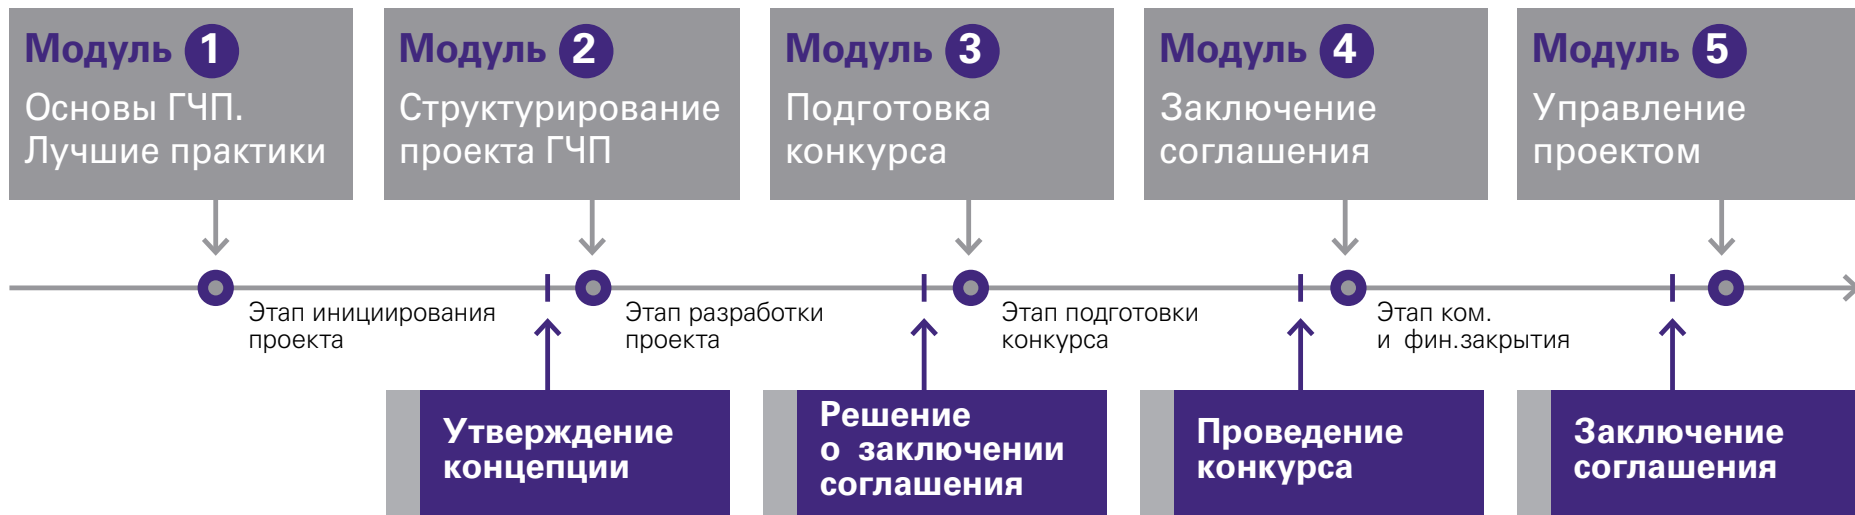 Модуль 1
Основы ГЧП.
Лучшие практики
Модуль 2
Структурирование
проекта ГЧП
Модуль 3
Подготовка
конкурса
Модуль 4
Заключение
соглашения
Модуль 5
Управление
проектом
Этап инициирования
проекта
Этап разработки
проекта
Этап подготовки
конкурса
Этап ком.
и фин.закрытия
Утверждение
концепции
Решение
о заключении
соглашения
Проведение
конкурса
Заключение
соглашения